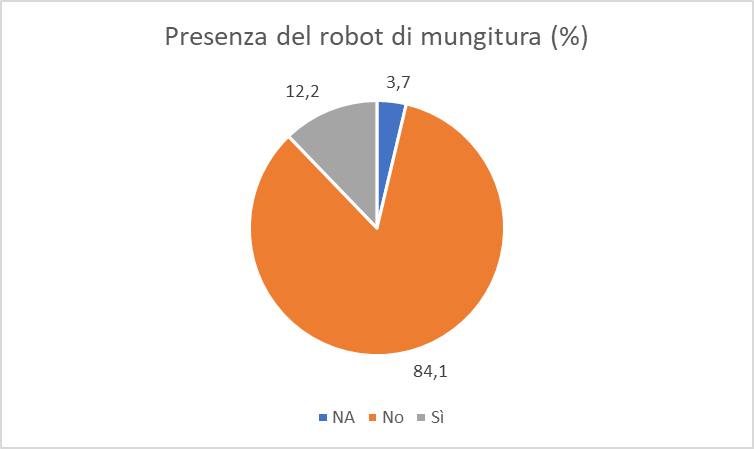 Presenza del robot di mungitura (%)
12,2
3,7
84,1
NA No Sì